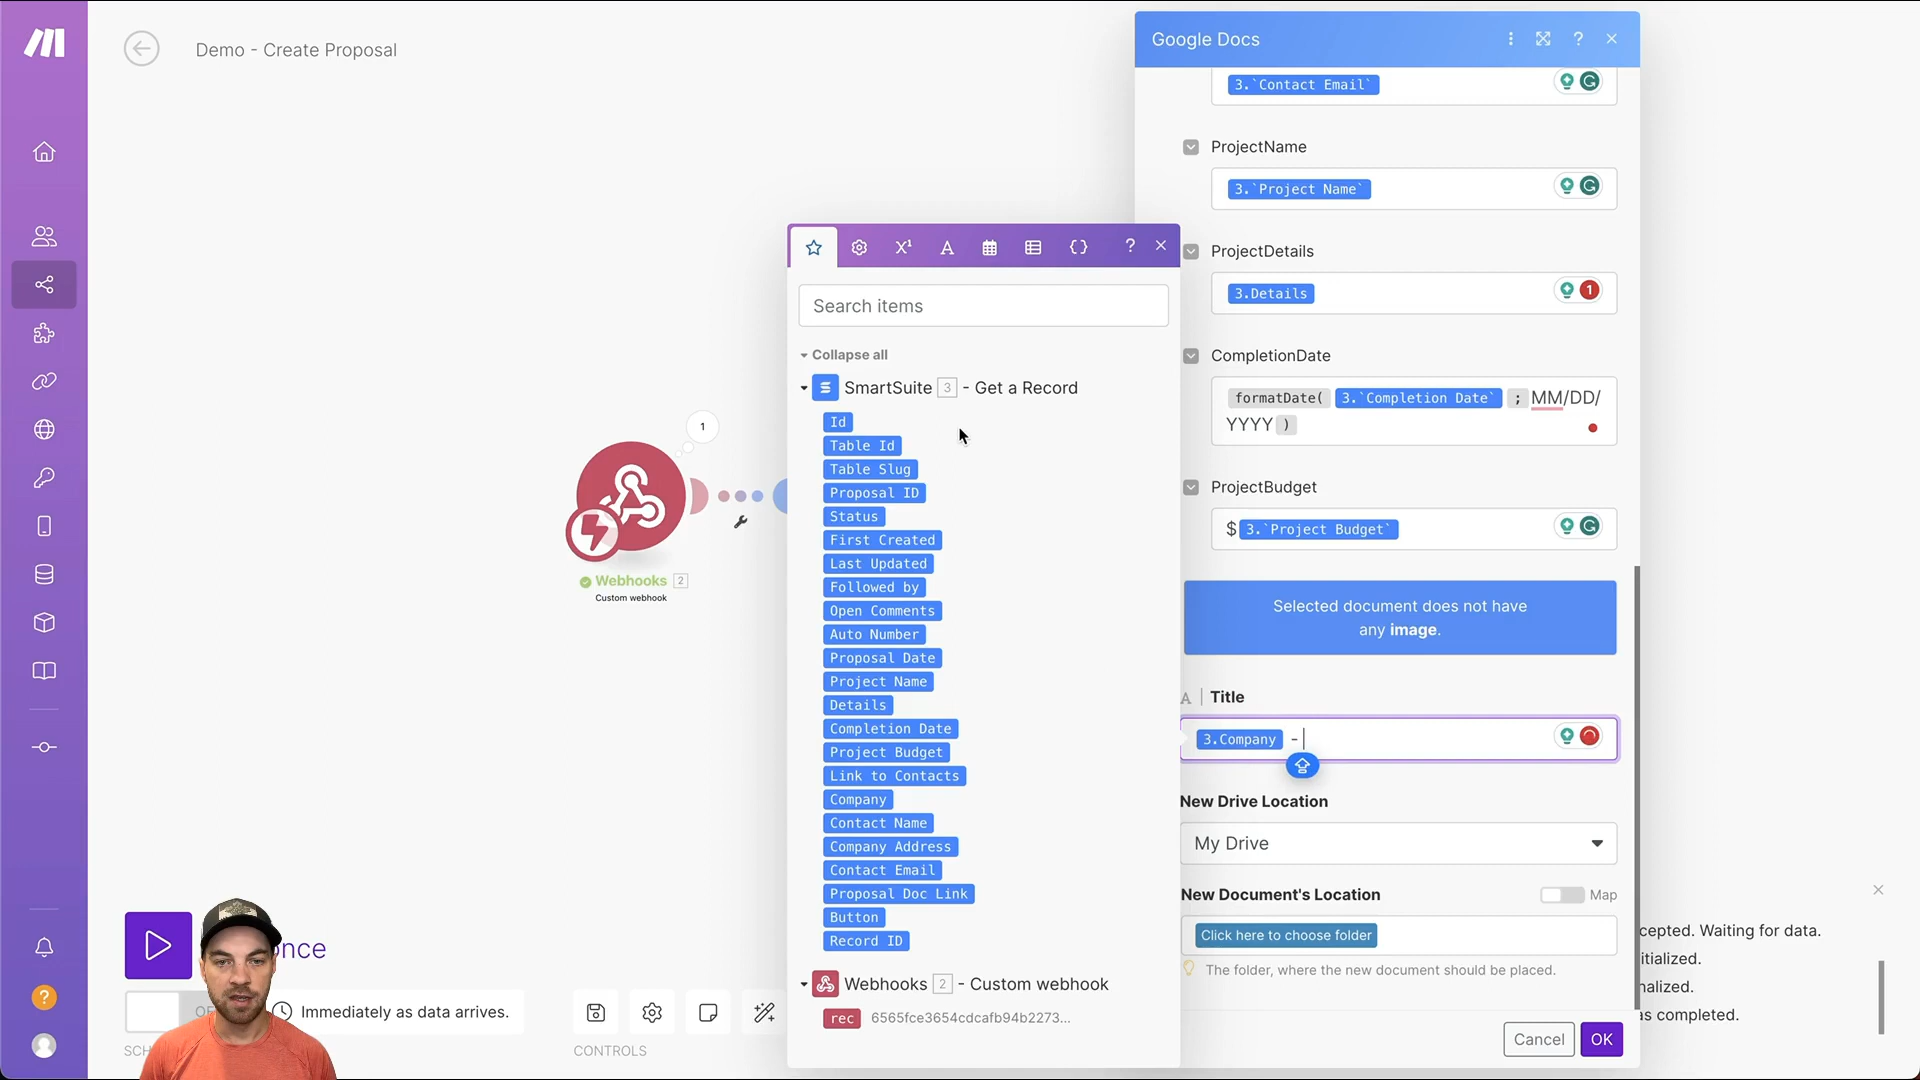 Demo - Create Proposal
Google Docs
?
3.`Contact Email`
ProjectName
3.`Project Name`
ProjectDetails
3.Details
1
CompletionDate
formatDate( 3.`Completion Date` ; MM/DD/
YYYY )
ProjectBudget
$ 3.`Project Budget`
Selected document does not have
any image.
A | Title
3.Company -
New Drive Location
My Drive
New Document's Location
Map
Click here to choose folder
The folder, where the new document should be placed.
Cancel
OK
?
Search items
Collapse all
SmartSuite 3 - Get a Record
Id
Table Id
Table Slug
Proposal ID
Status
First Created
Last Updated
Followed by
Open Comments
Auto Number
Proposal Date
Project Name
Details
Completion Date
Project Budget
Link to Contacts
Company
Contact Name
Company Address
Contact Email
Proposal Doc Link
Button
Record ID
Webhooks 2 - Custom webhook
rec 6565fce3654cdcafb94b2273...
1
Webhooks 2
Custom webhook
once
Immediately as data arrives.
SCH
CONTROLS
cepted. Waiting for data.
itialized.
nalized.
as completed.
?